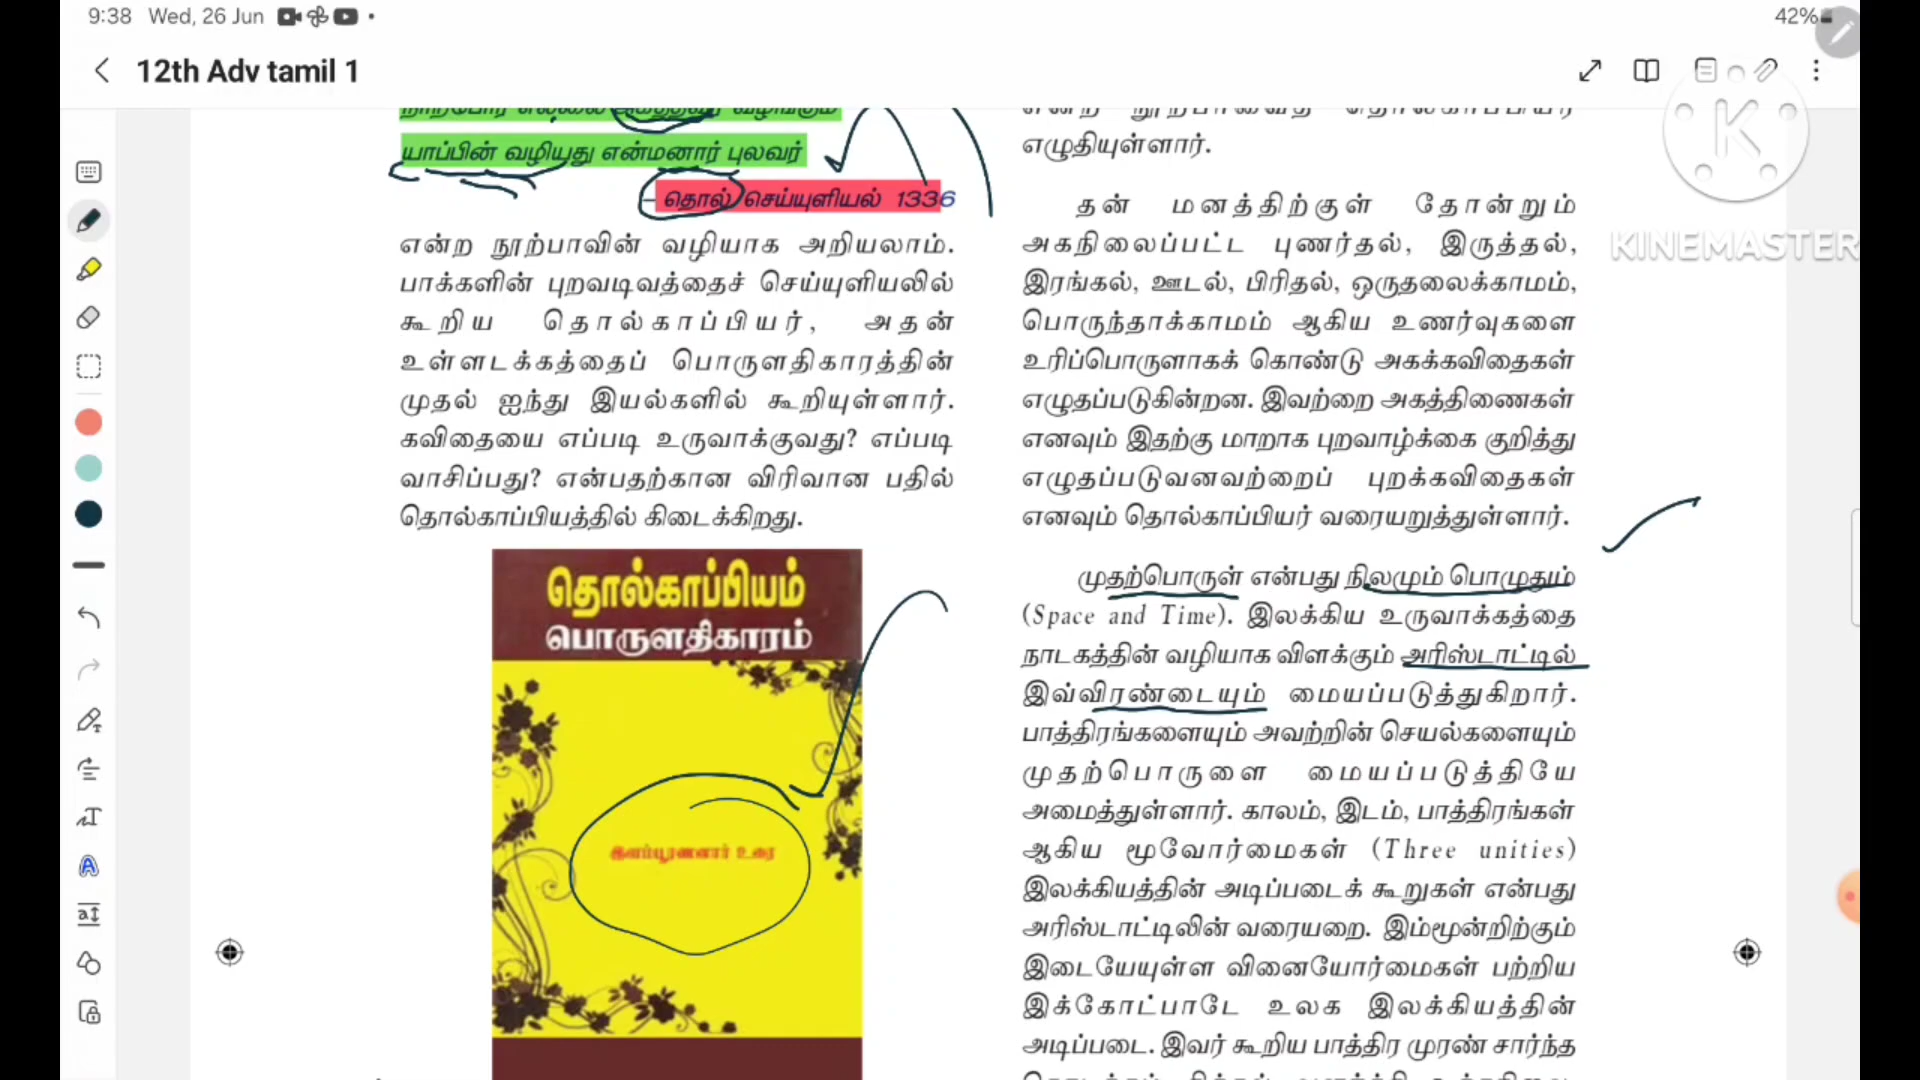 9:38 Wed, 26 Jun
42%
12th Adv tamil 1
யாப்பின் வழியது என்மனார் புலவர்
– தொல் செய்யுளியல் 1336
என்ற நூற்பாவின் வழியாக அறியலாம்.
பாக்களின் புறவடிவத்தைச் செய்யுளியலில்
கூறிய தொல்காப்பியர், அதன்
உள்ளடக்கத்தைப் பொருளதிகாரத்தின்
முதல் ஐந்து இயல்களில் கூறியுள்ளார்.
கவிதையை எப்படி உருவாக்குவது? எப்படி
வாசிப்பது? என்பதற்கான விரிவான பதில்
தொல்காப்பியத்தில் கிடைக்கிறது.
தொல்காப்பியம்
பொருளதிகாரம்
இளம்பூரணனார் உரை
என்ற நூற்பாவைத் தொல்காப்பியர்
எழுதியுள்ளார்.
தன் மனத்திற்குள் தோன்றும்
அகநிலைப்பட்ட புணர்தல், இருத்தல்,
இரங்கல், ஊடல், பிரிதல், ஒருதலைக்காமம்,
பொருந்தாக்காமம் ஆகிய உணர்வுகளை
உரிப்பொருளாகக் கொண்டு அகக்கவிதைகள்
எழுதப்படுகின்றன. இவற்றை அகத்திணைகள்
எனவும் இதற்கு மாறாக புறவாழ்க்கை குறித்து
எழுதப்படுவனவற்றைப் புறக்கவிதைகள்
எனவும் தொல்காப்பியர் வரையறுத்துள்ளார்.
முதற்பொருள் என்பது நிலமும் பொழுதும்
(Space and Time). இலக்கிய உருவாக்கத்தை
நாடகத்தின் வழியாக விளக்கும் அரிஸ்டாட்டில்
இவ்விரண்டையும் மையப்படுத்துகிறார்.
பாத்திரங்களையும் அவற்றின் செயல்களையும்
முதற்பொருளை மையப்படுத்தியே
அமைத்துள்ளார். காலம், இடம், பாத்திரங்கள்
ஆகிய மூவோர்மைகள் (Three unities)
இலக்கியத்தின் அடிப்படைக் கூறுகள் என்பது
அரிஸ்டாட்டிலின் வரையறை. இம்மூன்றிற்கும்
இடையேயுள்ள வினையோர்மைகள் பற்றிய
இக்கோட்பாடே உலக இலக்கியத்தின்
அடிப்படை. இவர் கூறிய பாத்திர முரண் சார்ந்த
K
KINEMASTER